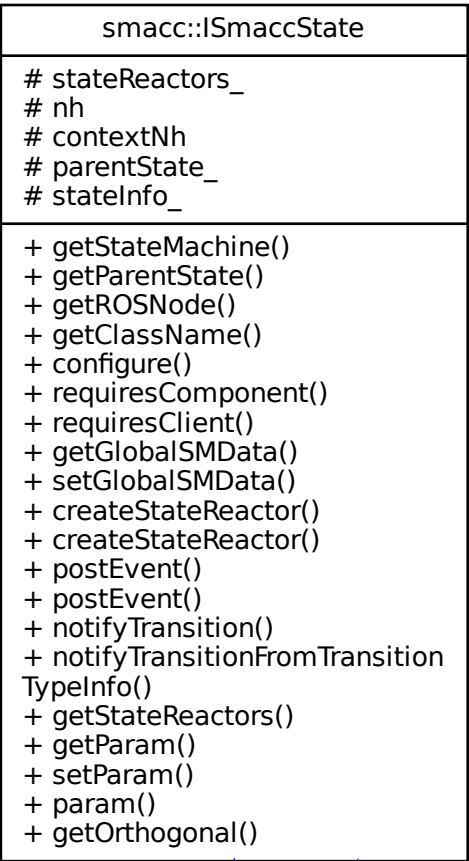 smacc::ISmaccState
# stateReactors_
# nh
# contextNh
# parentState_
# stateInfo_
+ getStateMachine()
+ getParentState()
+ getROSNode()
+ getClassName()
+ configure()
+ requiresComponent()
+ requiresClient()
+ getGlobalSMData()
+ setGlobalSMData()
+ createStateReactor()
+ createStateReactor()
+ postEvent()
+ postEvent()
+ notifyTransition()
+ notifyTransitionFromTransition
TypeInfo()
+ getStateReactors()
+ getParam()
+ setParam()
+ param()
+ getOrthogonal()